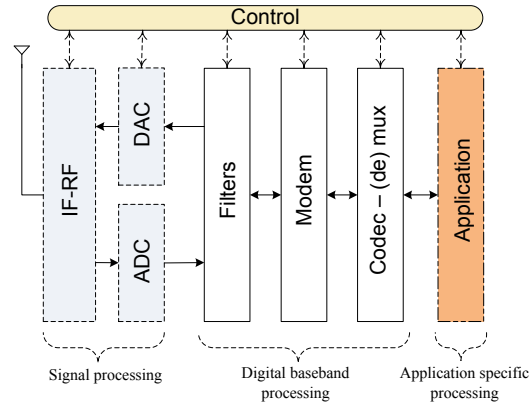 Control
IF-RF
DAC
ADC
Filters
Modem
Codec – (de) mux
Application
Signal processing
Digital baseband
processing
Application specific
processing